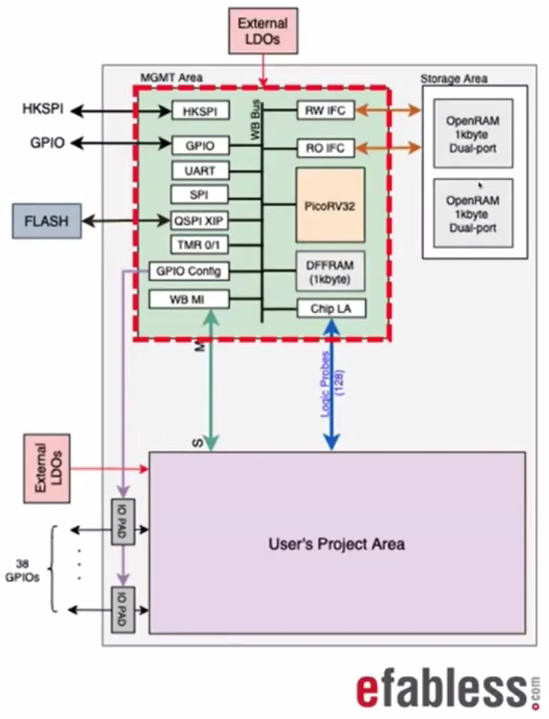 External
LDOs
MGMT Area
Storage Area
HKSPI
HKSPI
WB Bus
RW IFC
OpenRAM
1kbyte
Dual-port
GPIO
GPIO
RO IFC
UART
SPI
PicoRV32
OpenRAM
1kbyte
Dual-port
FLASH
QSPI XIP
TMR 0/1
GPIO Config
DFFRAM
(1kbyte)
WB MI
Chip LA
M
Logic Probes
(128)
S
External
LDOs
IO PAD
User's Project Area
38
GPIOs
IO PAD
efabless.com